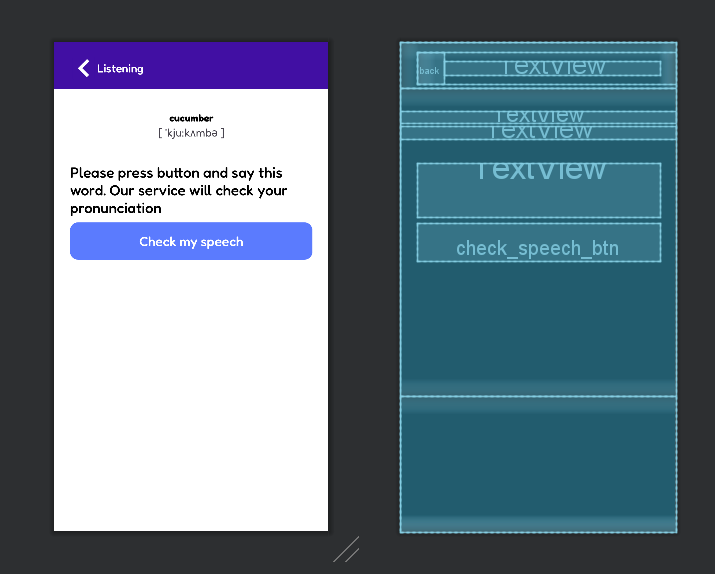 Listening
cucumber
[ ˈkjuːkʌmbə ]
Please press button and say this
word. Our service will check your
pronunciation
Check my speech
back
TextView
TextView
TextView
TextView
check_speech_btn